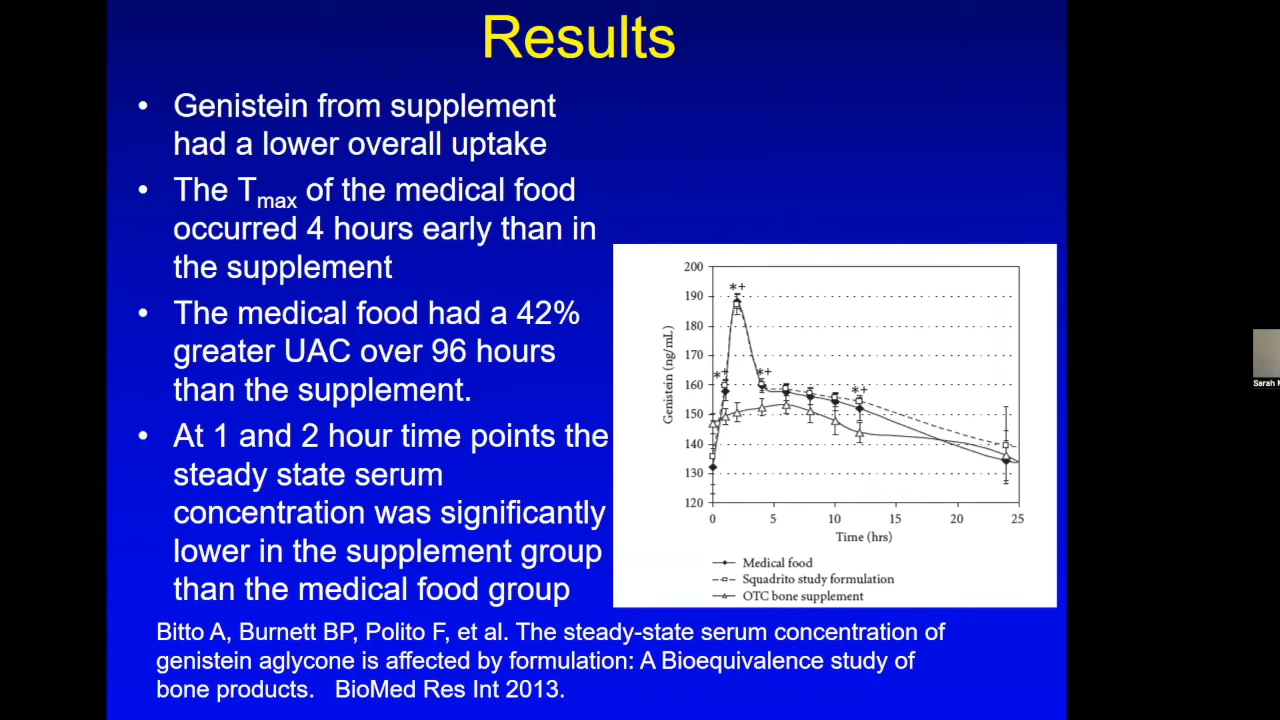 Results
• Genistein from supplement
had a lower overall uptake
• The Tmax of the medical food
occurred 4 hours early than in
the supplement
• The medical food had a 42%
greater UAC over 96 hours
than the supplement.
• At 1 and 2 hour time points the
steady state serum
concentration was significantly
lower in the supplement group
than the medical food group
200
190
180
170
160
150
140
130
120
Genistein (ng/mL)
*+
*+
*+
*+
0 5 10 15 20 25
Time (hrs)
Medical food
Squadrito study formulation
OTC bone supplement
Bitto A, Burnett BP, Polito F, et al. The steady-state serum concentration of
genistein aglycone is affected by formulation: A Bioequivalence study of
bone products. BioMed Res Int 2013.
Sarah M